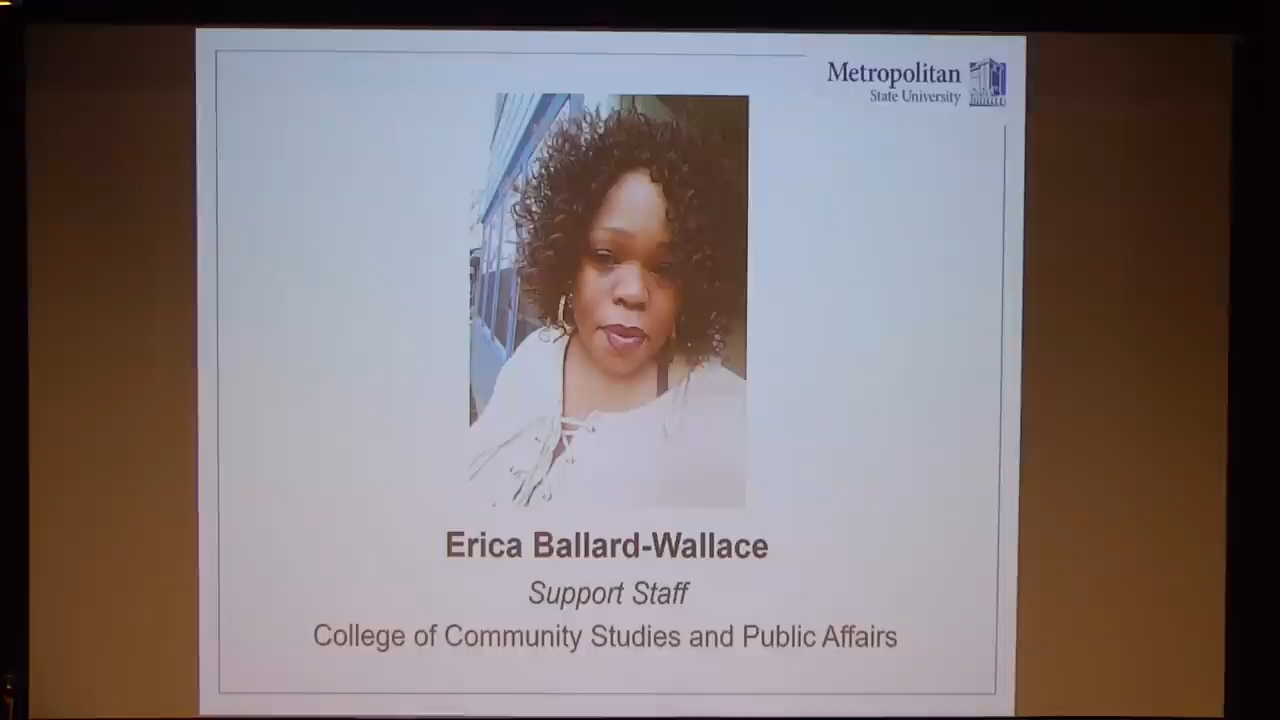 Metropolitan
State University
Erica Ballard-Wallace
Support Staff
College of Community Studies and Public Affairs